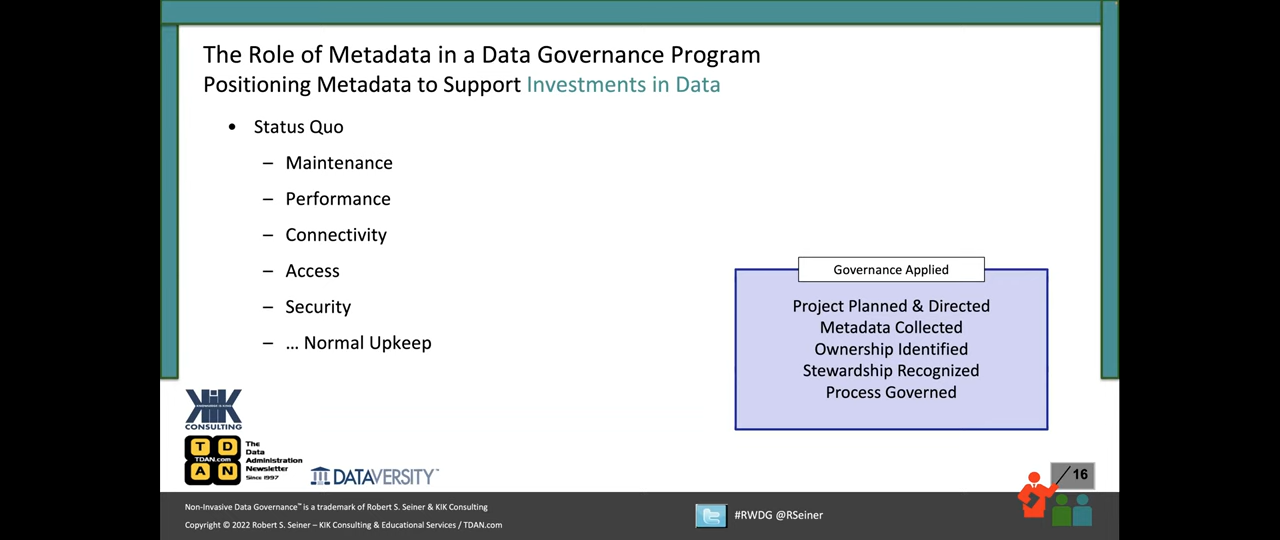 The Role of Metadata in a Data Governance Program
Positioning Metadata to Support Investments in Data
• Status Quo
– Maintenance
– Performance
– Connectivity
– Access
– Security
– … Normal Upkeep
Governance Applied
Project Planned & Directed
Metadata Collected
Ownership Identified
Stewardship Recognized
Process Governed
KIK
CONSULTING
T D
TDAN.com
A N
The
Data
Administration
Newsletter
Since 1997
DATAVERSITY™
16
Non-Invasive Data Governance™ is a trademark of Robert S. Seiner & KIK Consulting
Copyright © 2022 Robert S. Seiner – KIK Consulting & Educational Services / TDAN.com
#RWDG @RSeiner